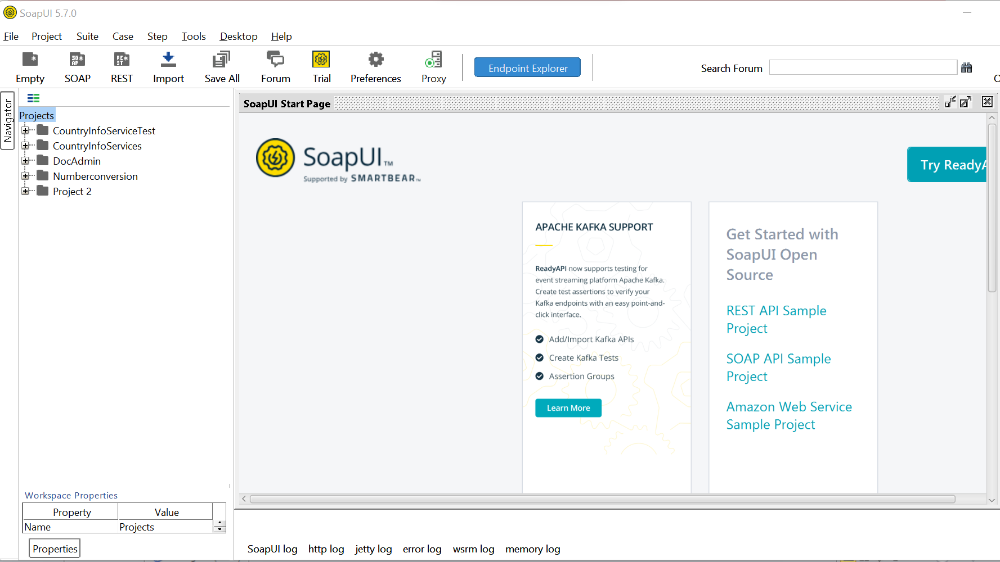 SoapUI 5.7.0
File Project Suite Case Step Tools Desktop Help
Empty SOAP REST Import Save All Forum Trial Preferences Proxy Endpoint Explorer Search Forum
Navigator
Projects
CountryInfoServiceTest
CountryInfoServices
DocAdmin
Numberconversion
Project 2
Workspace Properties
Property Value
Name Projects
Properties
SoapUI Start Page
SoapUI™
Supported by SMARTBEAR™
Try ReadyA
APACHE KAFKA SUPPORT
ReadyAPI now supports testing for
event streaming platform Apache Kafka.
Create test assertions to verify your
Kafka endpoints with an easy point-and-
click interface.
Add/Import Kafka APIs
Create Kafka Tests
Assertion Groups
Learn More
Get Started with
SoapUI Open
Source
REST API Sample
Project
SOAP API Sample
Project
Amazon Web Service
Sample Project
SoapUI log http log jetty log error log wsrm log memory log